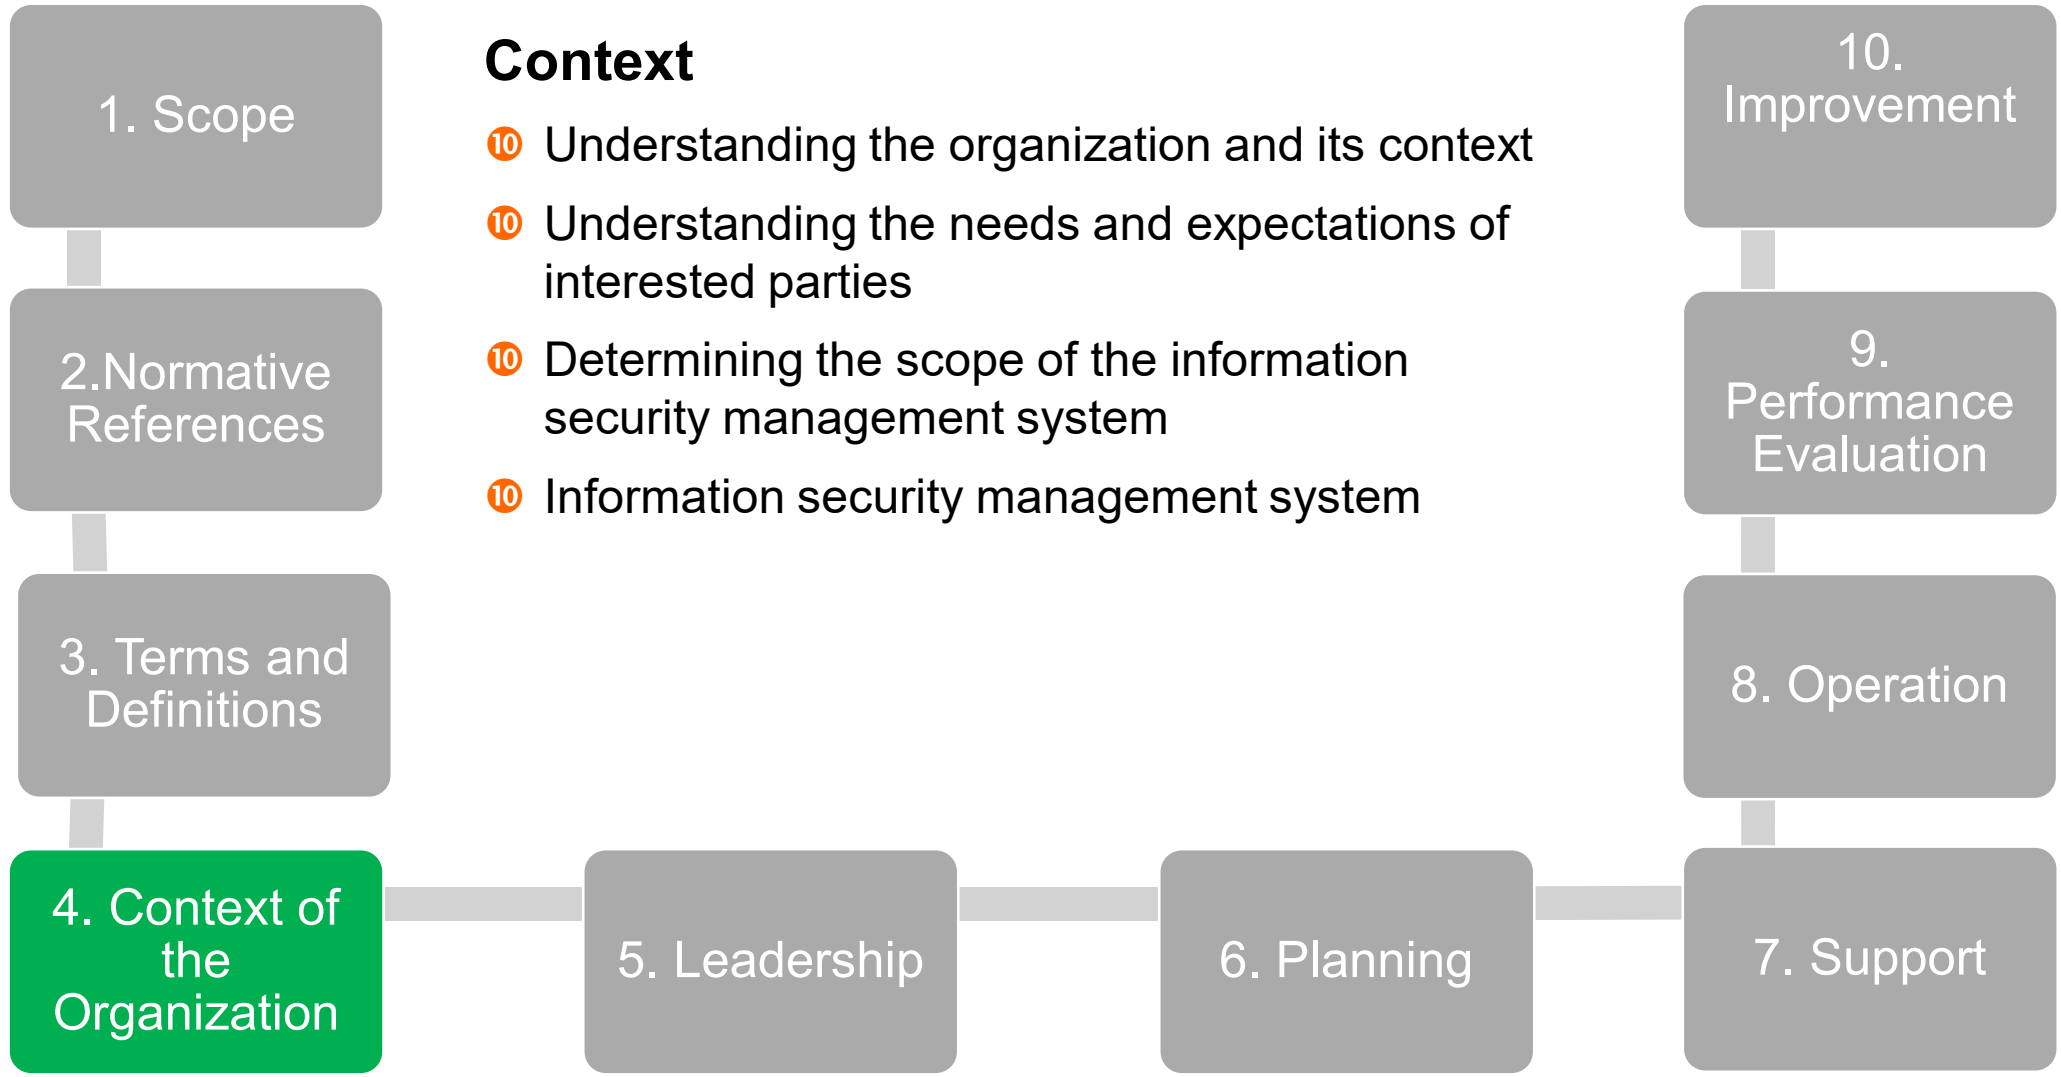 1. Scope
2.Normative
References
3. Terms and
Definitions
4. Context of
the
Organization
5. Leadership
6. Planning
7. Support
8. Operation
9.
Performance
Evaluation
10.
Improvement
Context
❿ Understanding the organization and its context
❿ Understanding the needs and expectations of
interested parties
❿ Determining the scope of the information
security management system
❿ Information security management system